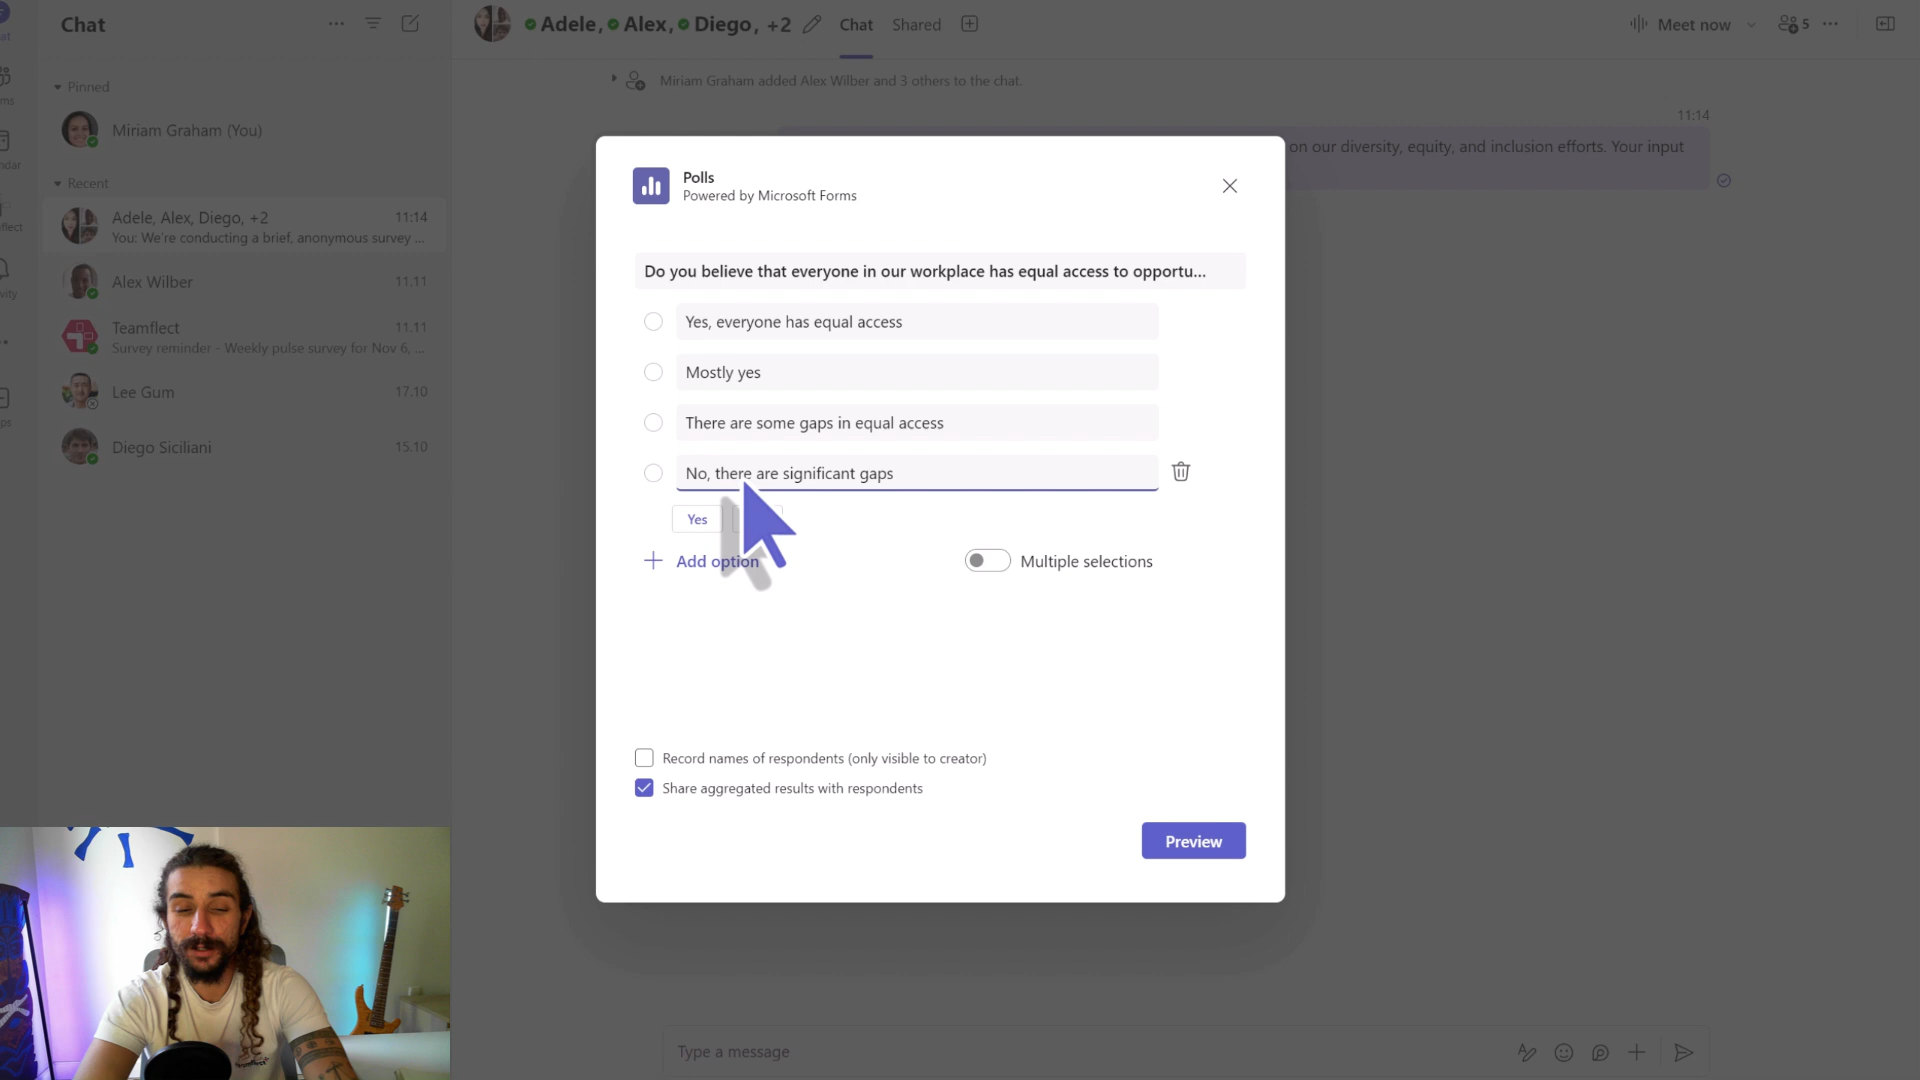 Chat
Adele, Alex, Diego, +2
Chat
Shared
Meet now
5
Pinned
Miriam Graham (You)
Recent
Adele, Alex, Diego, +2
11:14
You: We're conducting a brief, anonymous survey ...
Alex Wilber
11.11
Teamflect
11.11
Survey reminder - Weekly pulse survey for Nov 6, ...
Lee Gum
17.10
Diego Siciliani
15.10
Miriam Graham added Alex Wilber and 3 others to the chat.
11:14
on our diversity, equity, and inclusion efforts. Your input
Polls
Powered by Microsoft Forms
Do you believe that everyone in our workplace has equal access to opportu...
Yes, everyone has equal access
Mostly yes
There are some gaps in equal access
No, there are significant gaps
Yes
Add option
Multiple selections
Record names of respondents (only visible to creator)
Share aggregated results with respondents
Preview
Type a message